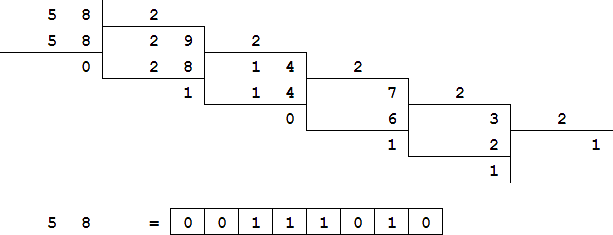 5 8 2
5 8 2 9 2
0 2 8 1 4 2
1 1 4 7 2
0 6 3 2
1 2 1
1
5 8 = 0 0 1 1 1 0 1 0